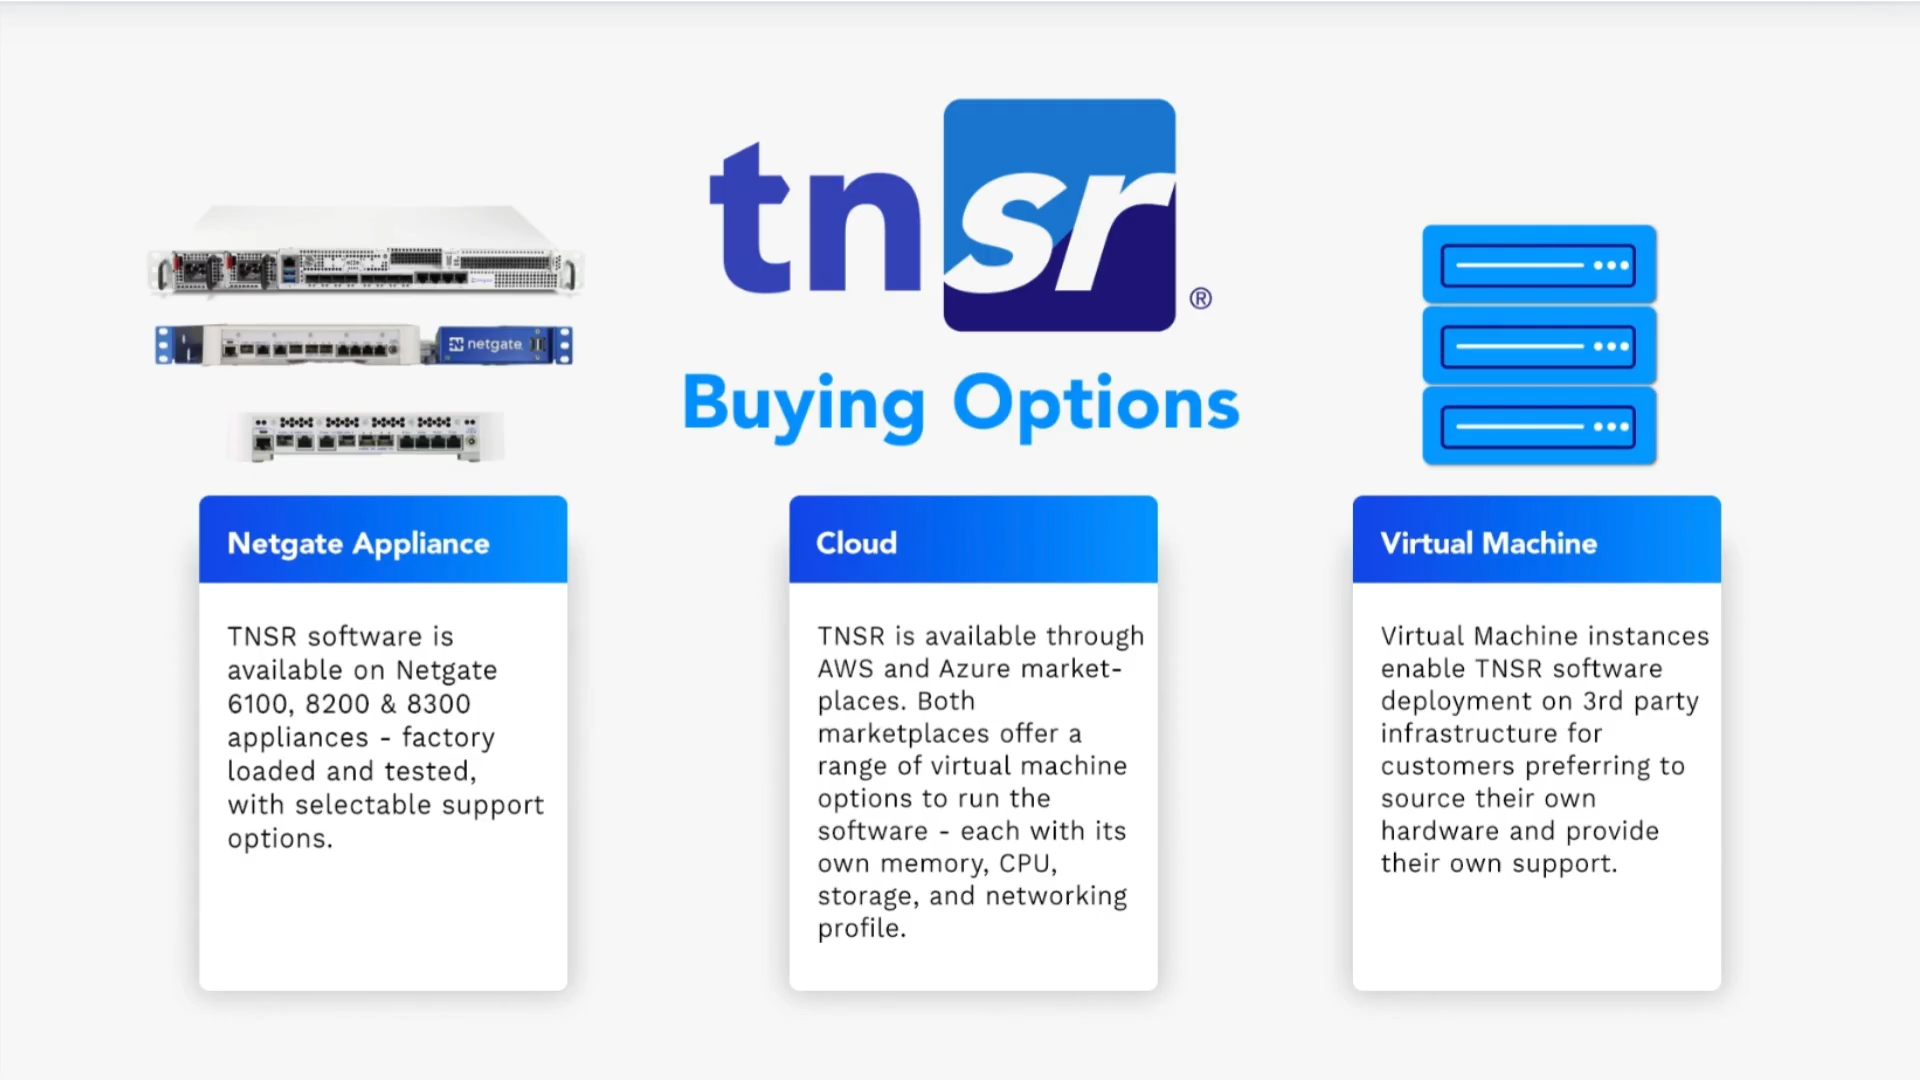 tnsr®
Buying Options
netgate
Netgate Appliance
TNSR software is
available on Netgate
6100, 8200 & 8300
appliances - factory
loaded and tested,
with selectable support
options.
Cloud
TNSR is available through
AWS and Azure market-
places. Both
marketplaces offer a
range of virtual machine
options to run the
software - each with its
own memory, CPU,
storage, and networking
profile.
Virtual Machine
Virtual Machine instances
enable TNSR software
deployment on 3rd party
infrastructure for
customers preferring to
source their own
hardware and provide
their own support.